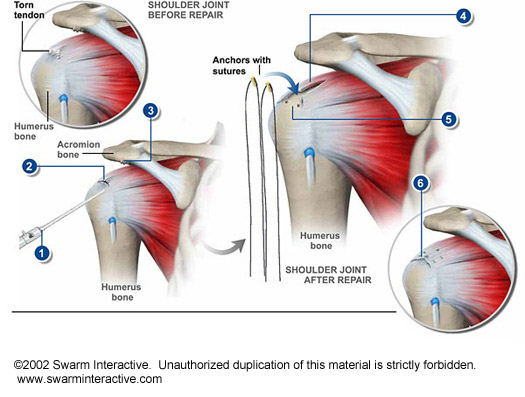 Torn
tendon
SHOULDER JOINT
BEFORE REPAIR
Humerus
bone
Acromion
bone
3
2
1
Humerus
bone
Anchors with
sutures
4
5
Humerus
bone
SHOULDER JOINT
AFTER REPAIR
6
©2002 Swarm Interactive.  Unauthorized duplication of this material is strictly forbidden.
www.swarminteractive.com